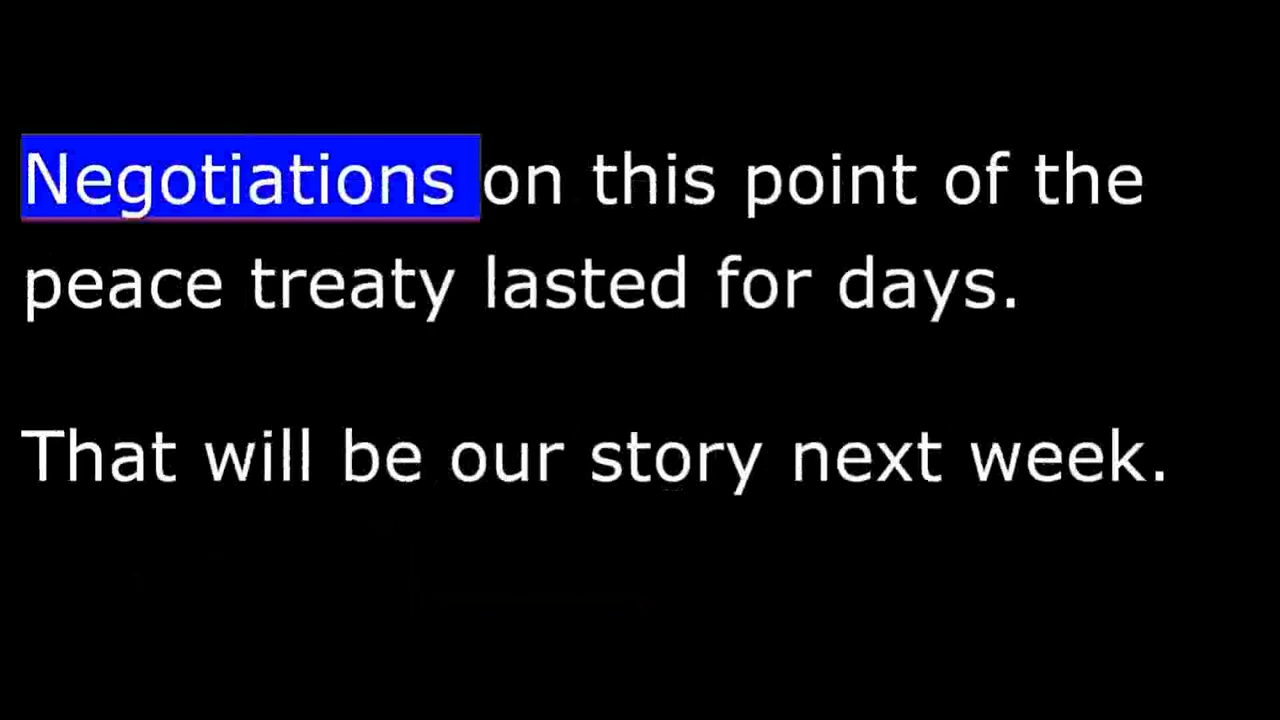 Negotiations on this point of the
peace treaty lasted for days.
That will be our story next week.